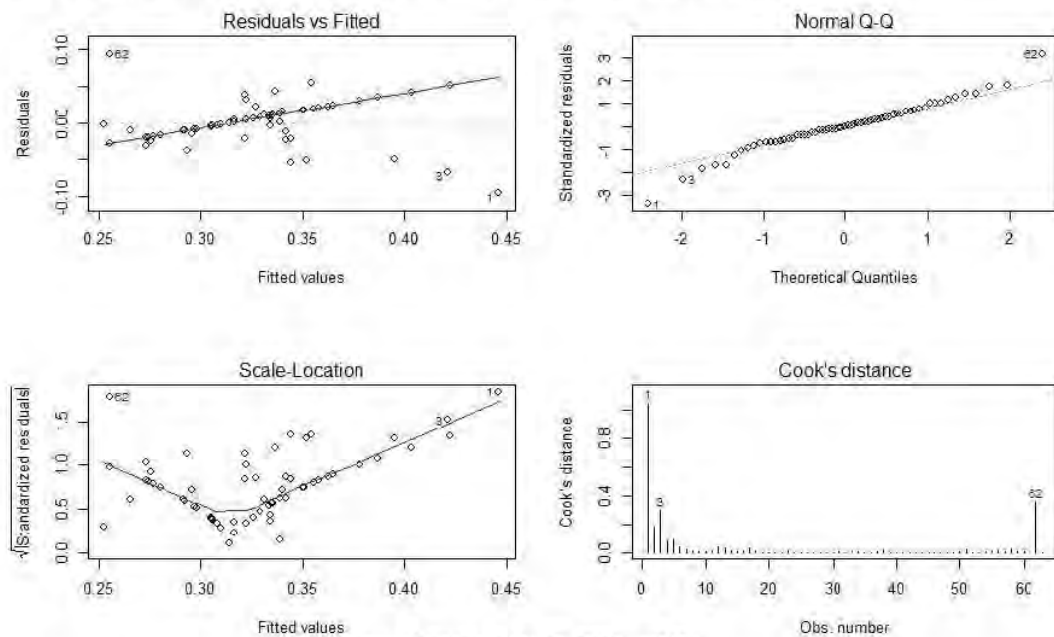 Residuals vs Fitted
Residuals
0.10
0.00
-0.10
62
3
1
0.25 0.30 0.35 0.40 0.45
Fitted values
Normal Q-Q
Standardized residuals
3
2
1
-1
-3
62
3
1
-2 -1 0 1 2
Theoretical Quantiles
Scale-Location
√|S:andardized res duals|
1.0
0.5
0.0
62
3
1
0.25 0.30 0.35 0.40 0.45
Fitted values
Cook's distance
Cook's distance
0.8
0.4
0.0
1
3
62
0 10 20 30 40 50 60
Obs. number